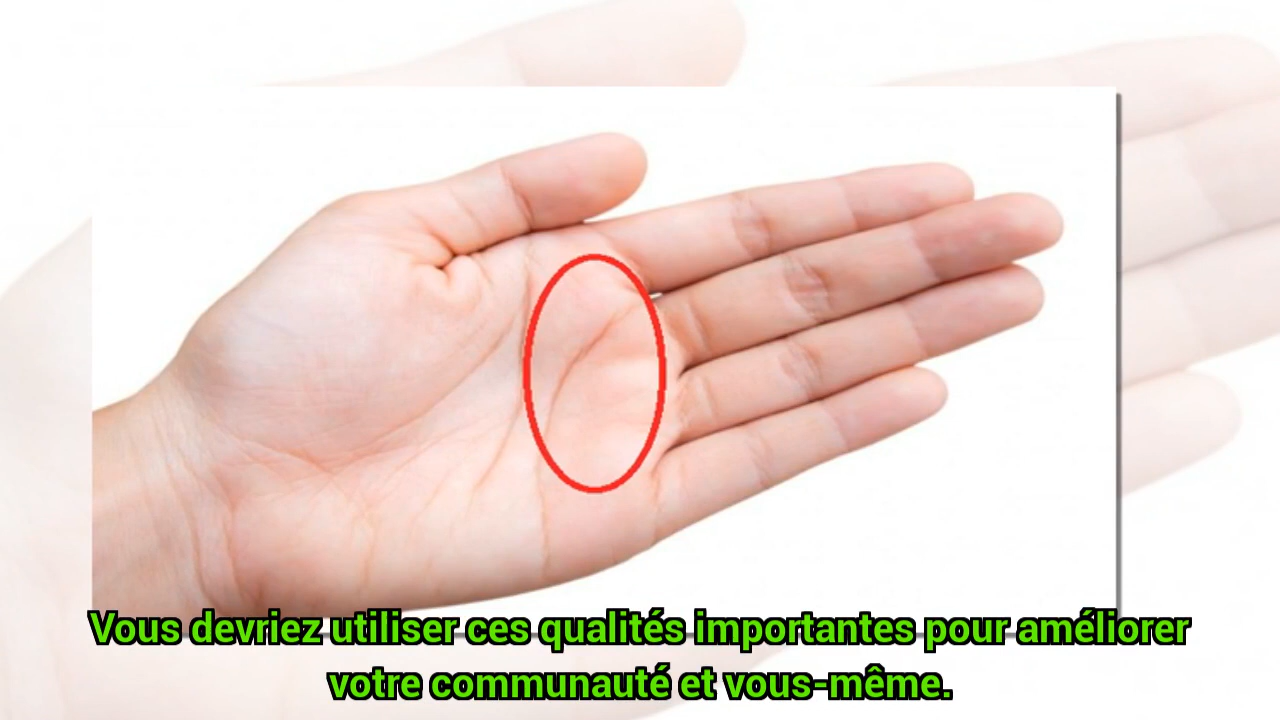 Vous devriez utiliser ces qualités importantes pour améliorer
votre communauté et vous-même.